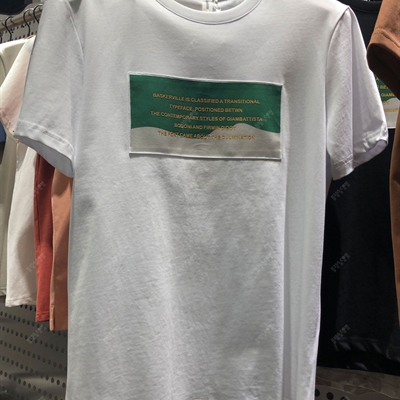 BASKERVILLE IS CLASSIFIED A TRANSITIONAL
TYPEFACE, POSITIONED BETWN
THE CONTEMPORARY STYLES OF GIAMBATTISTA
BODONI AND FIRMIN DIDOT